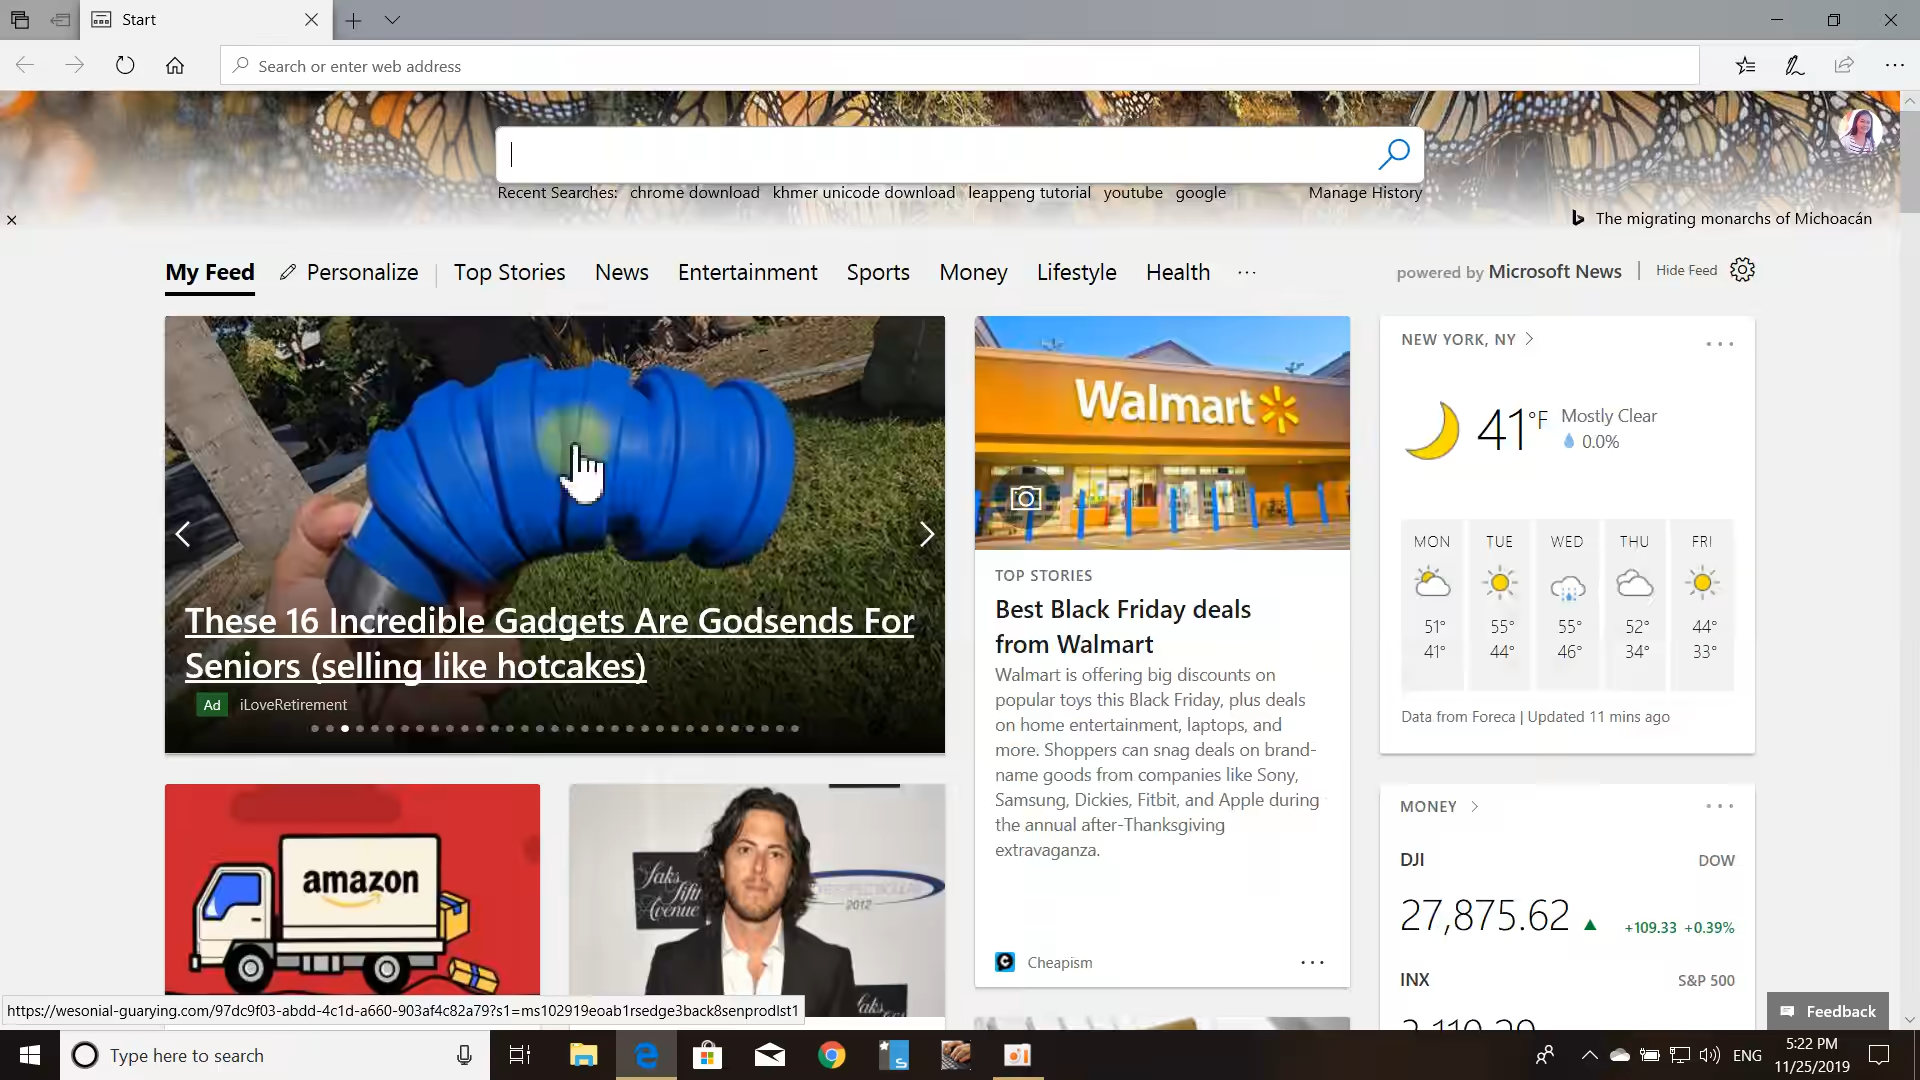 Start
Search or enter web address
Recent Searches: chrome download khmer unicode download leappeng tutorial youtube google Manage History
The migrating monarchs of Michoacán
My Feed Personalize Top Stories News Entertainment Sports Money Lifestyle Health ...
powered by Microsoft News | Hide Feed
These 16 Incredible Gadgets Are Godsends For
Seniors (selling like hotcakes)
Ad iLoveRetirement
Walmart
TOP STORIES
Best Black Friday deals
from Walmart
Walmart is offering big discounts on
popular toys this Black Friday, plus deals
on home entertainment, laptops, and
more. Shoppers can snag deals on brand-
name goods from companies like Sony,
Samsung, Dickies, Fitbit, and Apple during
the annual after-Thanksgiving
extravaganza.
Cheapism
NEW YORK, NY
41°F Mostly Clear
0.0%
MON TUE WED THU FRI
51° 55° 55° 52° 44°
41° 44° 46° 34° 33°
Data from Foreca | Updated 11 mins ago
MONEY
DJI DOW
27,875.62 +109.33 +0.39%
INX S&P 500
amazon
Saks
Fifth
Avenue
2012
https://wesonial-guarying.com/97dc9f03-abdd-4c1d-a660-903af4c82a79?s1=ms102919eoab1rsedge3back8senprodlst1
Feedback
Type here to search
ENG
5:22 PM
11/25/2019